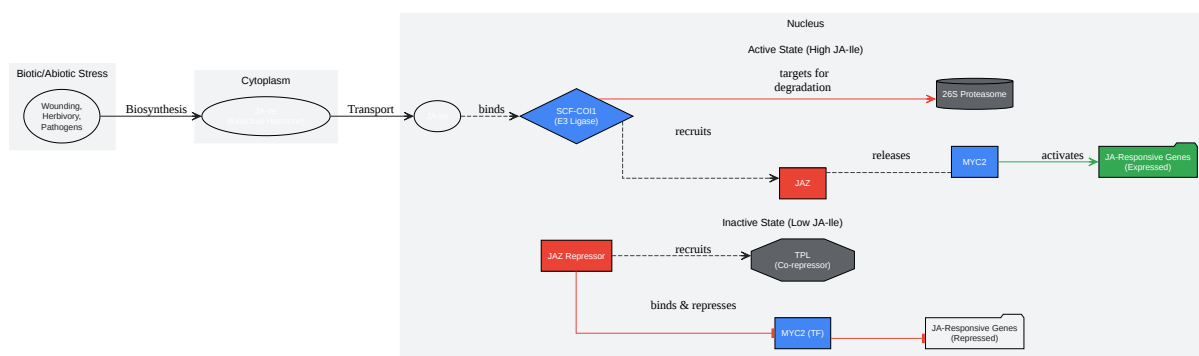 Nucleus
Active State (High JA-Ile)
Biotic/Abiotic Stress
Wounding,
Herbivory,
Pathogens
Biosynthesis
Cytoplasm
Transport
binds
SCF-COI1
(E3 Ligase)
targets for
degradation
26S Proteasome
recruits
JAZ
releases
MYC2
activates
JA-Responsive Genes
(Expressed)
Inactive State (Low JA-Ile)
JAZ Repressor
recruits
TPL
(Co-repressor)
binds & represses
MYC2 (TF)
JA-Responsive Genes
(Repressed)